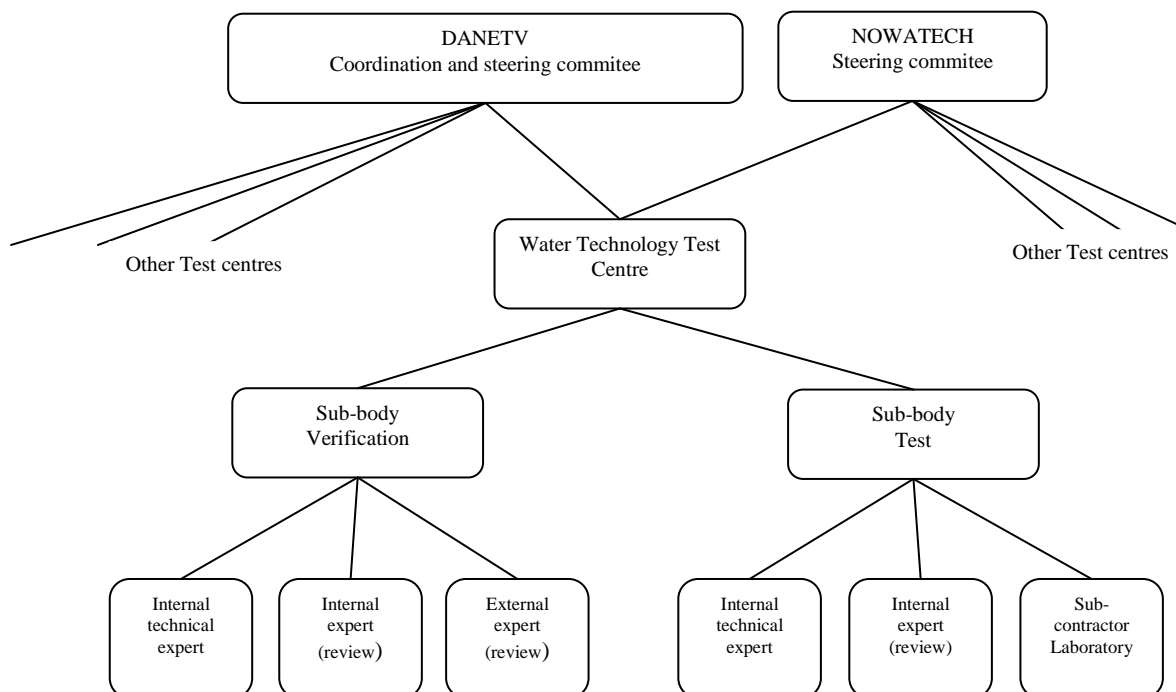 DANETV
Coordination and steering commitee
NOWATECH
Steering commitee
Other Test centres
Water Technology Test
Centre
Other Test centres
Sub-body
Verification
Sub-body
Test
Internal
technical
expert
Internal
expert
(review)
External
expert
(review)
Internal
technical
expert
Internal
expert
(review)
Sub-
contractor
Laboratory